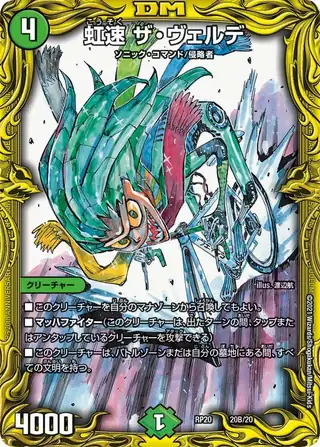 DM
4
こうそく
虹速 ザ・ヴェルデ
ソニック・コマンド/侵略者
illus. 渡辺航
クリーチャー
■このクリーチャーを自分のマナゾーンから召喚してもよい。
■マッハファイター(このクリーチャーは、出たターンの間、タップまたは
はアンタップしているクリーチャーを攻撃できる)
■このクリーチャーは、バトルゾーンまたは自分の墓地にある間、すべ
ての文明を持つ。
4000
1
RP20
20B/20
©2021 Wizards/Shogakukan/Mitsui-Kids